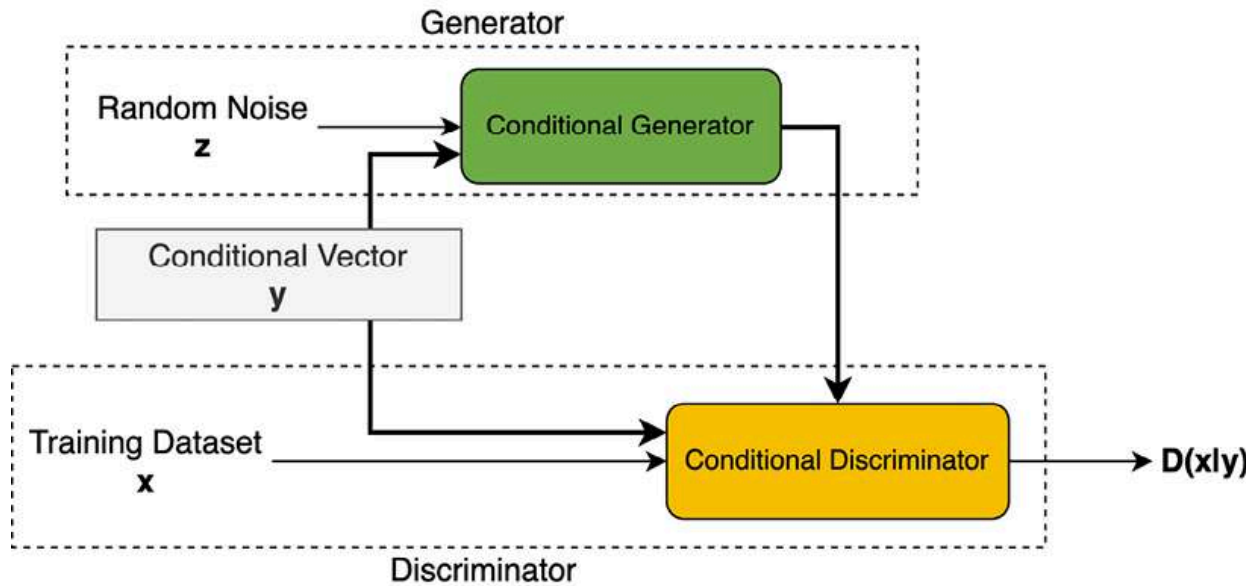 Generator
Random Noise
z
Conditional Generator
Conditional Vector
y
Training Dataset
x
Conditional Discriminator
D(x|y)
Discriminator